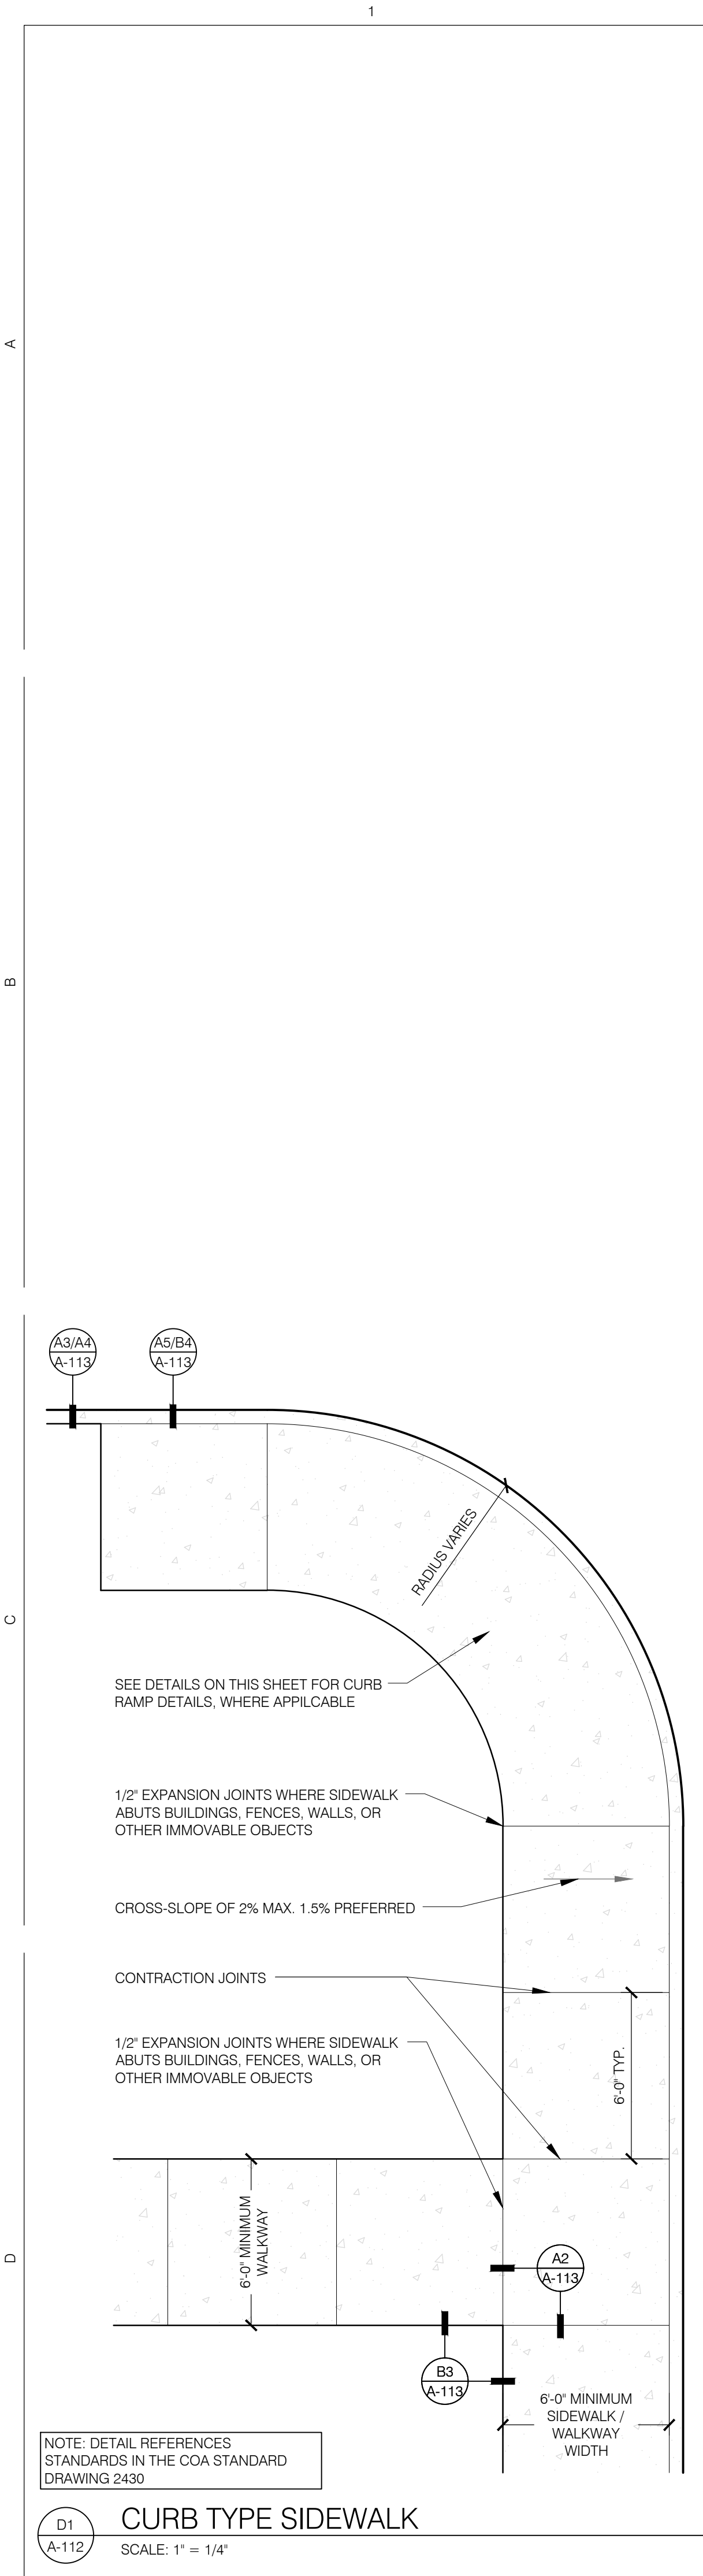 1
A
B
A3/A4
A-113
A5/B4
A-113
RADIUS VARIES
C
SEE DETAILS ON THIS SHEET FOR CURB
RAMP DETAILS, WHERE APPILCABLE
1/2" EXPANSION JOINTS WHERE SIDEWALK
ABUTS BUILDINGS, FENCES, WALLS, OR
OTHER IMMOVABLE OBJECTS
CROSS-SLOPE OF 2% MAX. 1.5% PREFERRED
CONTRACTION JOINTS
1/2" EXPANSION JOINTS WHERE SIDEWALK
ABUTS BUILDINGS, FENCES, WALLS, OR
OTHER IMMOVABLE OBJECTS
6'-0" TYP.
D
6'-0" MINIMUM
WALKWAY
A2
A-113
B3
A-113
6'-0" MINIMUM
SIDEWALK /
WALKWAY
WIDTH
NOTE: DETAIL REFERENCES
STANDARDS IN THE COA STANDARD
DRAWING 2430
D1
A-112
CURB TYPE SIDEWALK
SCALE: 1" = 1/4"